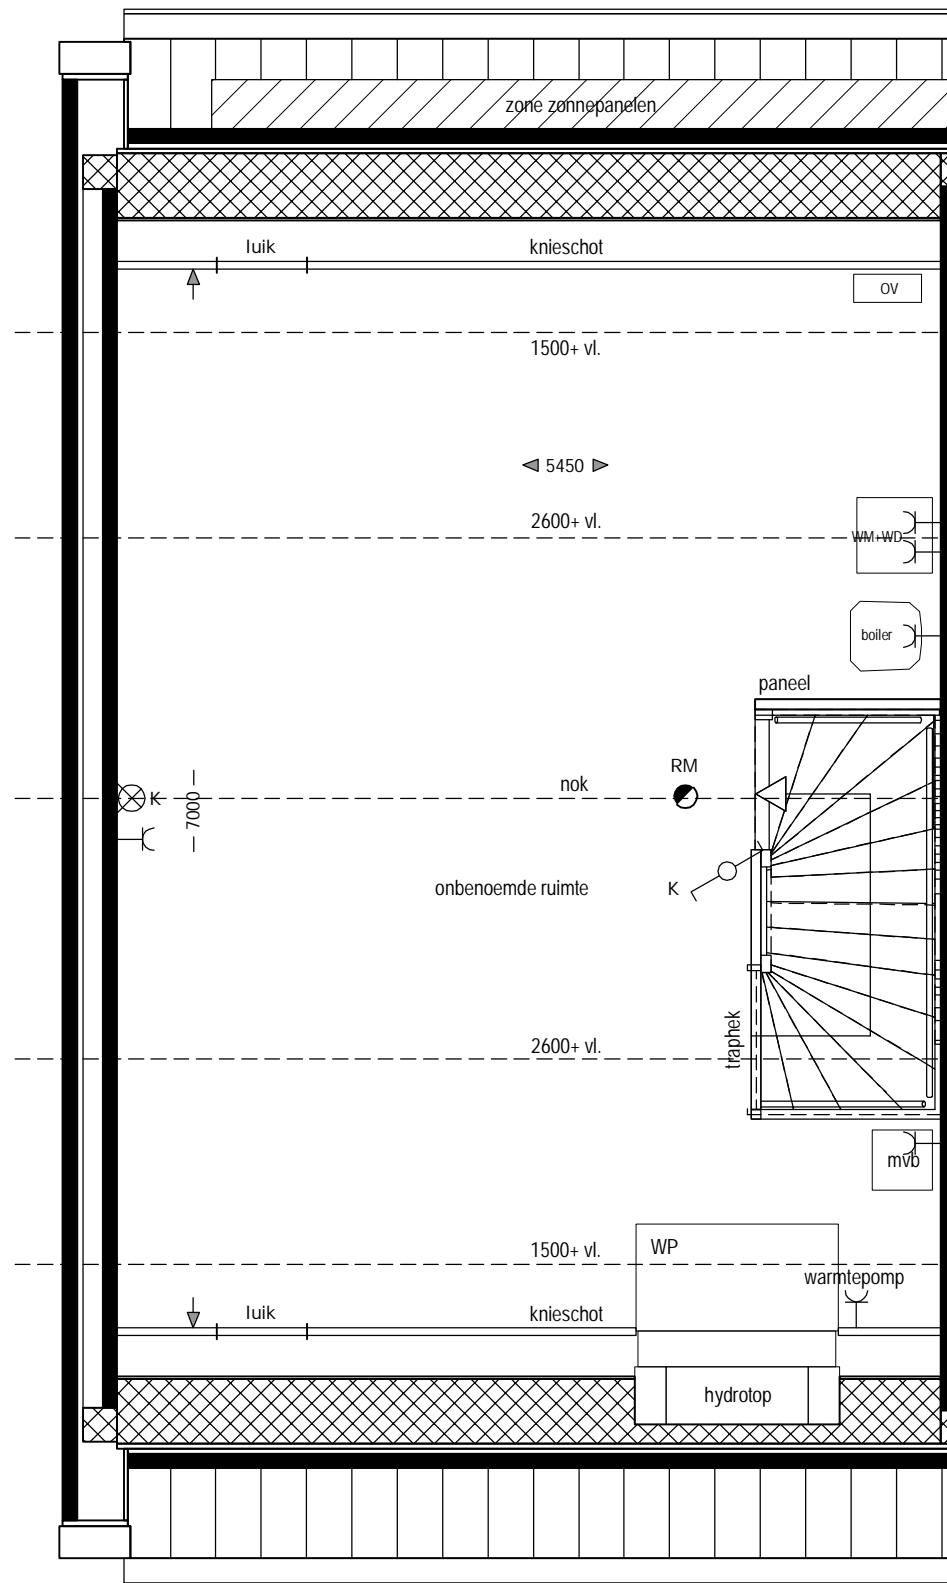 zone zonnepanelen
luik knieschot
OV
1500+ vl.
5450
2600+ vl.
WM+WD
boiler
paneel
RM
nok
K
7000
onbenoemde ruimte
K
traphek
2600+ vl.
mvb
1500+ vl.
WP
warmtepomp
luik knieschot
hydrotop